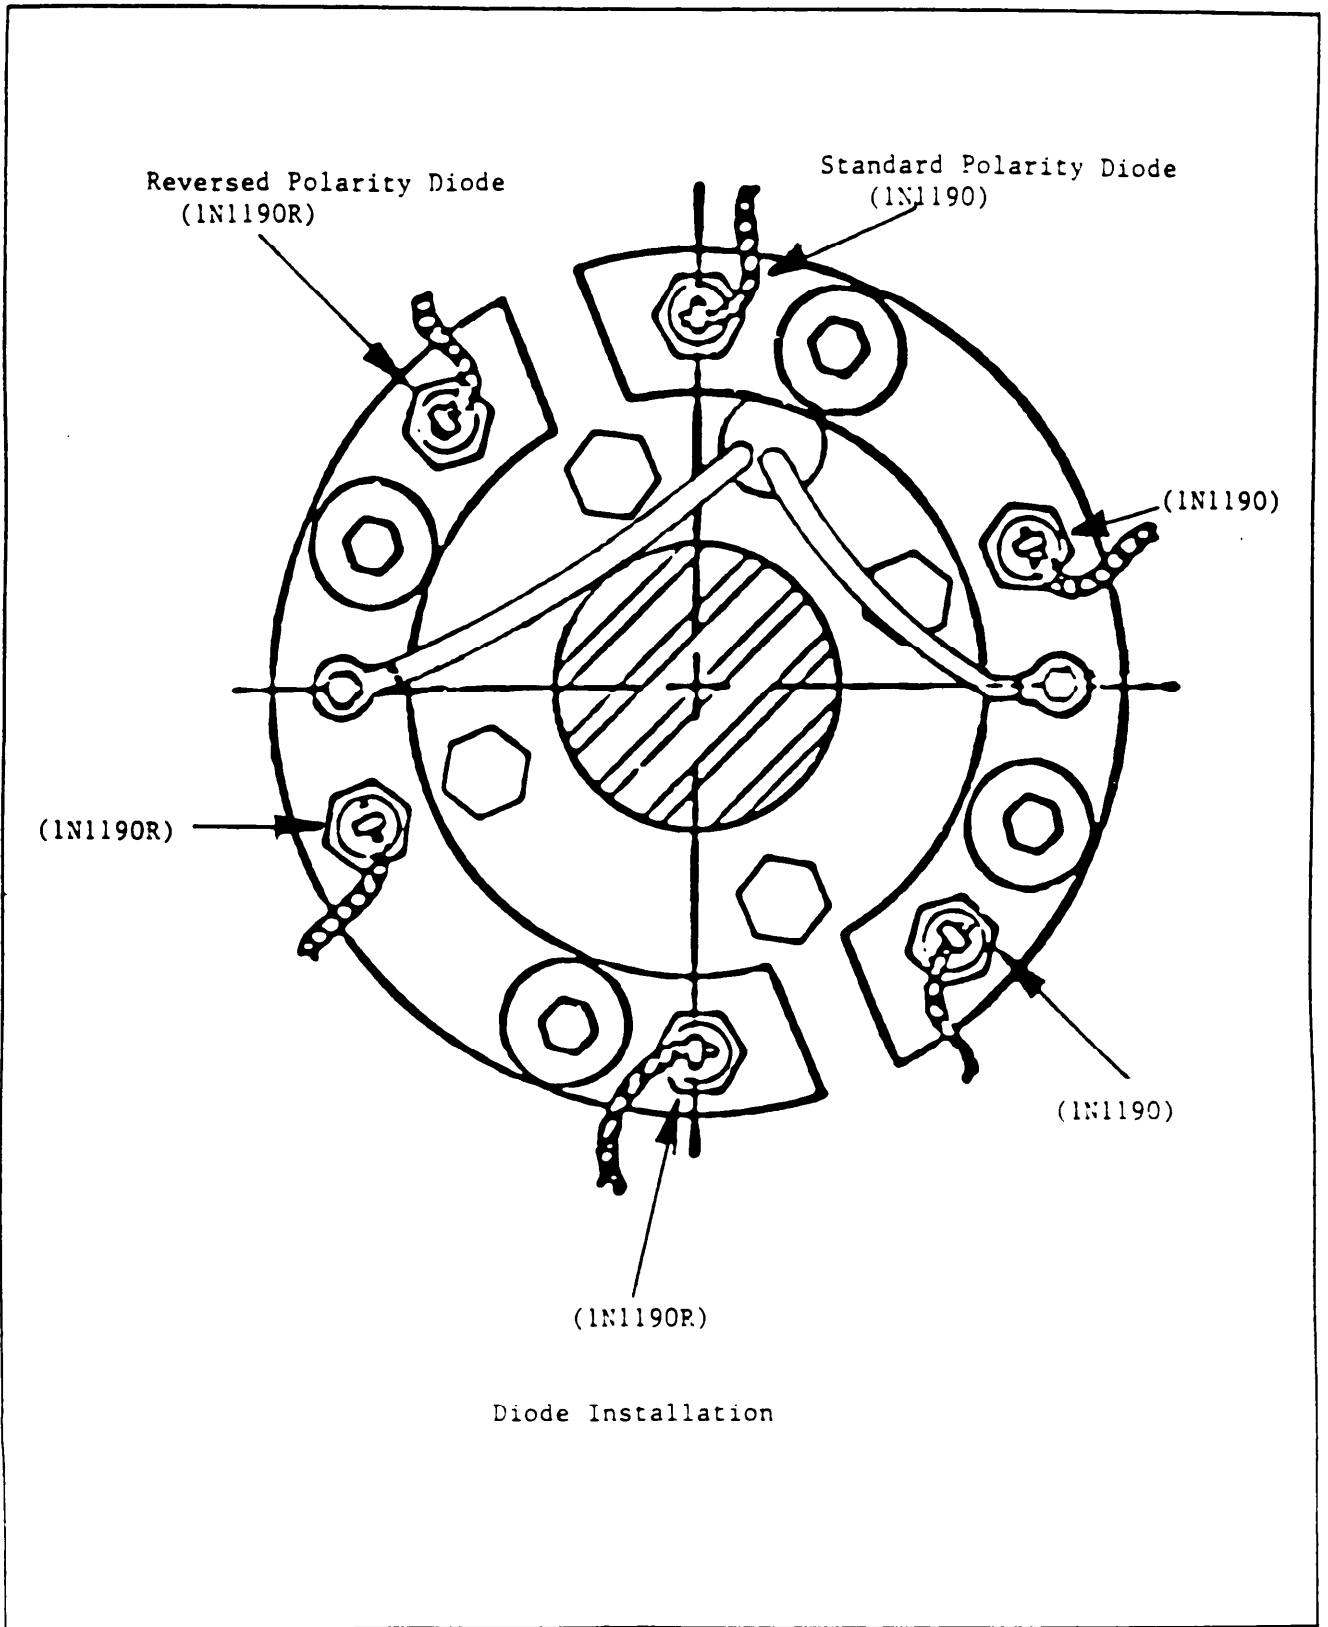 Reversed Polarity Diode
(1N1190R)
Standard Polarity Diode
(1N1190)
(1N1190)
(1N1190R)
(1N1190)
(1N1190R)
Diode Installation